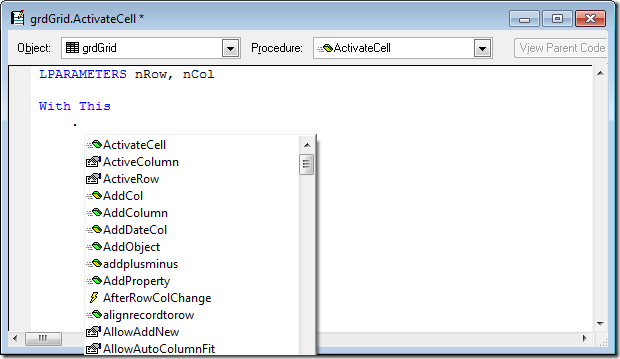 grdGrid.ActivateCell *
Object: grdGrid Procedure: ActivateCell View Parent Code
LPARAMETERS nRow, nCol
With This
.
ActivateCell
ActiveColumn
ActiveRow
AddCol
AddColumn
AddDateCol
AddObject
addplusminus
AddProperty
AfterRowColChange
alignrecordtorow
AllowAddNew
AllowAutoColumnFit